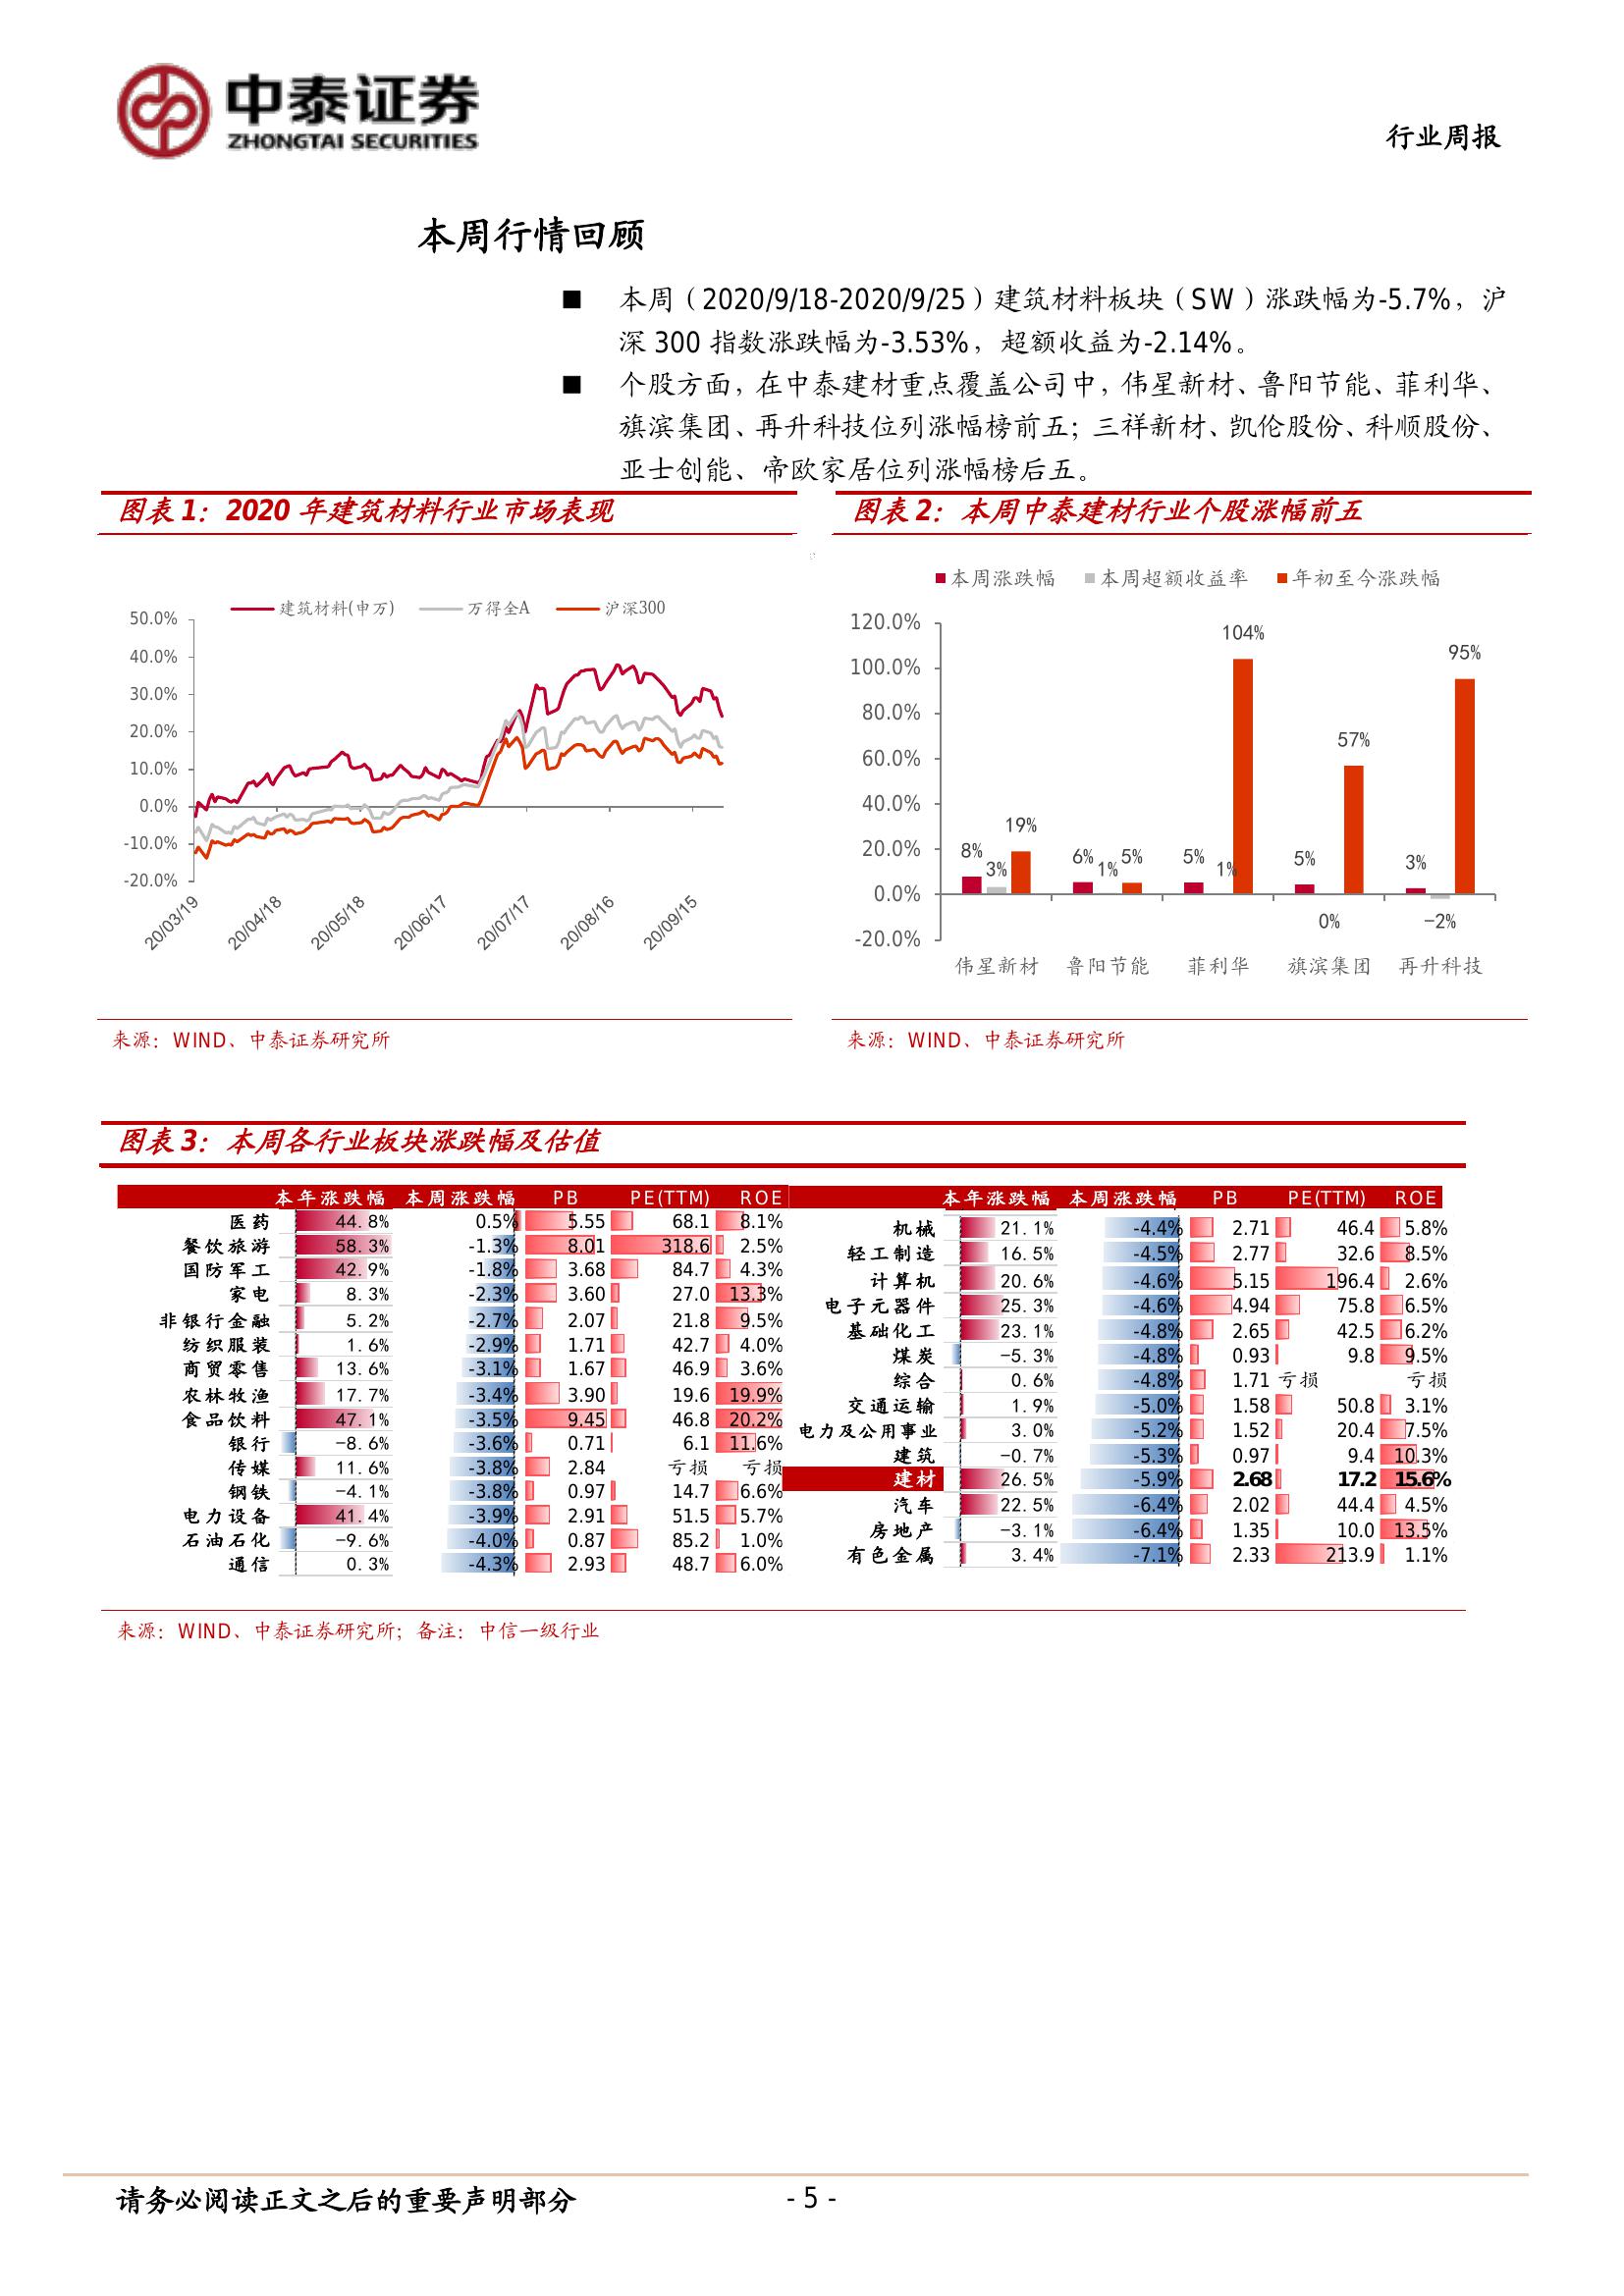 中泰证券
ZHONGTAI SECURITIES
行业周报
本周行情回顾
■ 本周（2020/9/18-2020/9/25）建筑材料板块（SW）涨跌幅为-5.7%，沪
深 300 指数涨跌幅为-3.53%，超额收益为-2.14%。
■ 个股方面，在中泰建材重点覆盖公司中，伟星新材、鲁阳节能、菲利华、
旗滨集团、再升科技位列涨幅榜前五；三祥新材、凯伦股份、科顺股份、
亚士创能、帝欧家居位列涨幅榜后五。
图表 1：2020 年建筑材料行业市场表现
建筑材料(申万) 万得全A 沪深300
50.0%
40.0%
30.0%
20.0%
10.0%
0.0%
-10.0%
-20.0%
20/03/19 20/04/18 20/05/18 20/06/17 20/07/17 20/08/16 20/09/15
来源：WIND、中泰证券研究所
图表 2：本周中泰建材行业个股涨幅前五
本周涨跌幅 本周超额收益率 年初至今涨跌幅
120.0%
100.0%
80.0%
60.0%
40.0%
20.0%
0.0%
-20.0%
8% 3% 19%
6% 1% 5%
5% 1% 104%
5% 0% 57%
3% −2% 95%
伟星新材 鲁阳节能 菲利华 旗滨集团 再升科技
来源：WIND、中泰证券研究所
图表 3：本周各行业板块涨跌幅及估值
本年涨跌幅 本周涨跌幅 PB PE(TTM) ROE
医药 44.8% 0.5% 5.55 68.1 8.1%
餐饮旅游 58.3% -1.3% 8.01 318.6 2.5%
国防军工 42.9% -1.8% 3.68 84.7 4.3%
家电 8.3% -2.3% 3.60 27.0 13.3%
非银行金融 5.2% -2.7% 2.07 21.8 9.5%
纺织服装 1.6% -2.9% 1.71 42.7 4.0%
商贸零售 13.6% -3.1% 1.67 46.9 3.6%
农林牧渔 17.7% -3.4% 3.90 19.6 19.9%
食品饮料 47.1% -3.5% 9.45 46.8 20.2%
银行 −8.6% -3.6% 0.71 6.1 11.6%
传媒 11.6% -3.8% 2.84 亏损 亏损
钢铁 −4.1% -3.8% 0.97 14.7 6.6%
电力设备 41.4% -3.9% 2.91 51.5 5.7%
石油石化 −9.6% -4.0% 0.87 85.2 1.0%
通信 0.3% -4.3% 2.93 48.7 6.0%
本年涨跌幅 本周涨跌幅 PB PE(TTM) ROE
机械 21.1% -4.4% 2.71 46.4 5.8%
轻工制造 16.5% -4.5% 2.77 32.6 8.5%
计算机 20.6% -4.6% 5.15 196.4 2.6%
电子元器件 25.3% -4.6% 4.94 75.8 6.5%
基础化工 23.1% -4.8% 2.65 42.5 6.2%
煤炭 −5.3% -4.8% 0.93 9.8 9.5%
综合 0.6% -4.8% 1.71 亏损 亏损
交通运输 1.9% -5.0% 1.58 50.8 3.1%
电力及公用事业 3.0% -5.2% 1.52 20.4 7.5%
建筑 −0.7% -5.3% 0.97 9.4 10.3%
建材 26.5% -5.9% 2.68 17.2 15.6%
汽车 22.5% -6.4% 2.02 44.4 4.5%
房地产 −3.1% -6.4% 1.35 10.0 13.5%
有色金属 3.4% -7.1% 2.33 213.9 1.1%
来源：WIND、中泰证券研究所；备注：中信一级行业
请务必阅读正文之后的重要声明部分
- 5 -